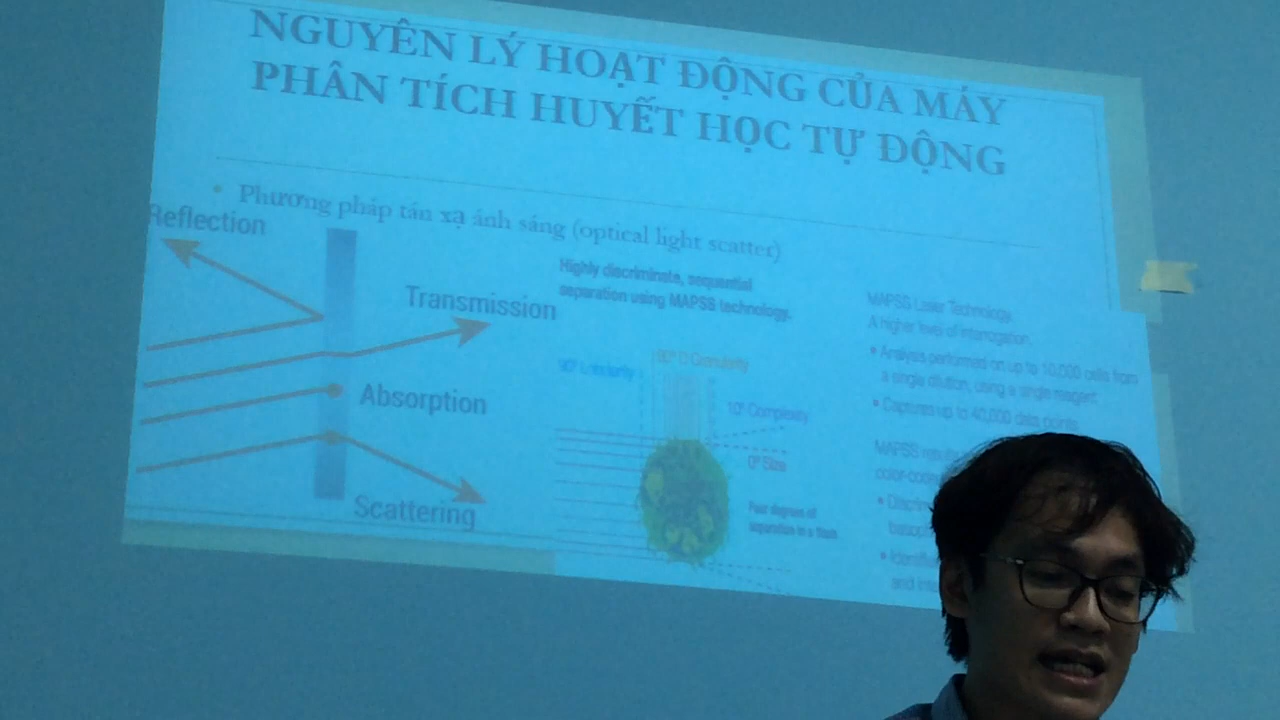 NGUYÊN LÝ HOẠT ĐỘNG CỦA MÁY
PHÂN TÍCH HUYẾT HỌC TỰ ĐỘNG
• Phương pháp tán xạ ánh sáng (optical light scatter)
Reflection
Transmission
Absorption
Scattering
Highly discriminate, sequential
separation using MAPSS technology.
90° Lobularity
90° D Granularity
10° Complexity
0° Size
Four degrees of
separation in a
MAPSS Laser Technology
A higher level of interrogation.
• Analysis performed on up to 10,000 cells from
a single dilution, using a single reagent
• Captures up to 40,000 data points
MAPSS